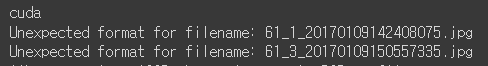 cuda
Unexpected format for filename: 61_1_20170109142408075.jpg
Unexpected format for filename: 61_3_20170109150557335.jpg